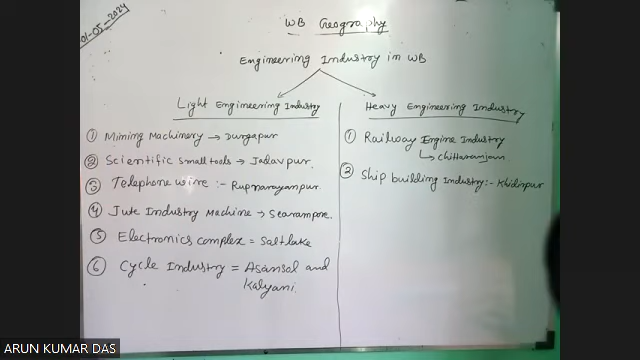 01-05-2024
WB Geography
Engineering Industry in WB
Light Engineering Industry
① Mining Machinery → Durgapur
② Scientific Small tools → Jadavpur.
③ Telephone wire :- Rupnarayanpur
④ Jute Industry Machine → Searampore.
⑤ Electronics complex = Saltlake
⑥ Cycle Industry = Asansol and
Kalyani.
Heavy Engineering Industry
① Railway Engine Industry
↳ chittaranjan
② Ship building Industry:- Khidirpur
ARUN KUMAR DAS